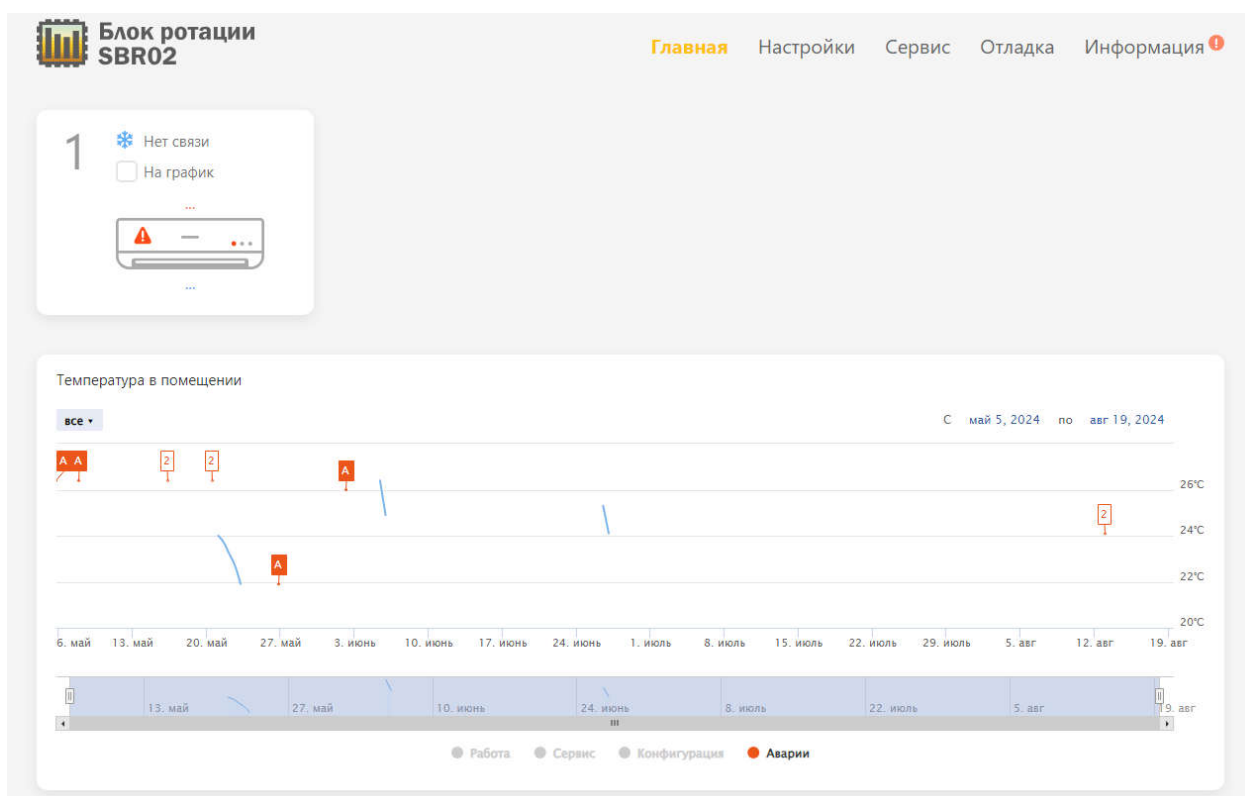 Блок ротации
SBR02
Главная Настройки Сервис Отладка Информация !
1
Нет связи
На график
...
...
Температура в помещении
все
С май 5, 2024 по авг 19, 2024
A A 2 2 A
26°C
2
24°C
A
22°C
20°C
6. май 13. май 20. май 27. май 3. июнь 10. июнь 17. июнь 24. июнь 1. июль 8. июль 15. июль 22. июль 29. июль 5. авг 12. авг 19. авг
13. май 27. май 10. июнь 24. июнь 8. июль 22. июль 5. авг 19. авг
Работа Сервис Конфигурация Аварии